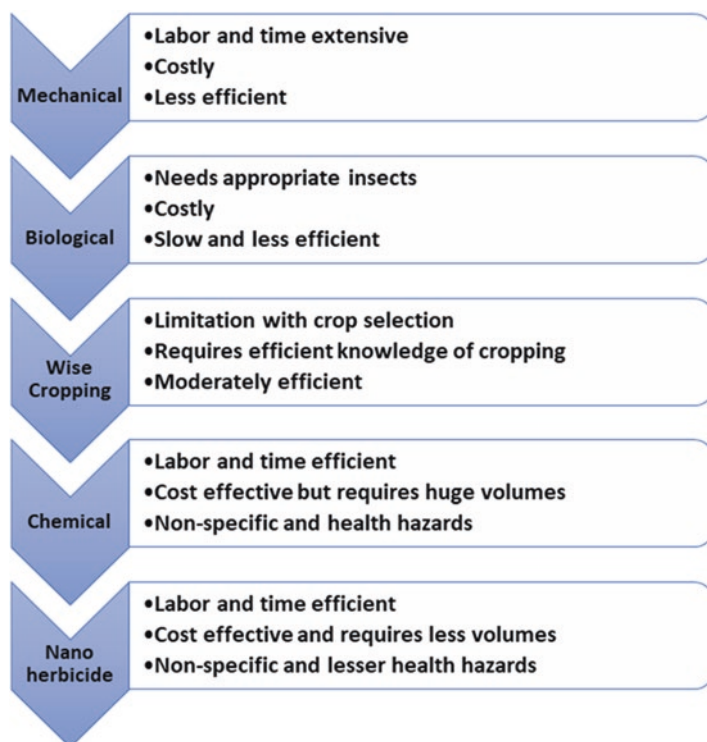 Mechanical
•Labor and time extensive
•Costly
•Less efficient
Biological
•Needs appropriate insects
•Costly
•Slow and less efficient
Wise
Cropping
•Limitation with crop selection
•Requires efficient knowledge of cropping
•Moderately efficient
Chemical
•Labor and time efficient
•Cost effective but requires huge volumes
•Non-specific and health hazards
Nano
herbicide
•Labor and time efficient
•Cost effective and requires less volumes
•Non-specific and lesser health hazards